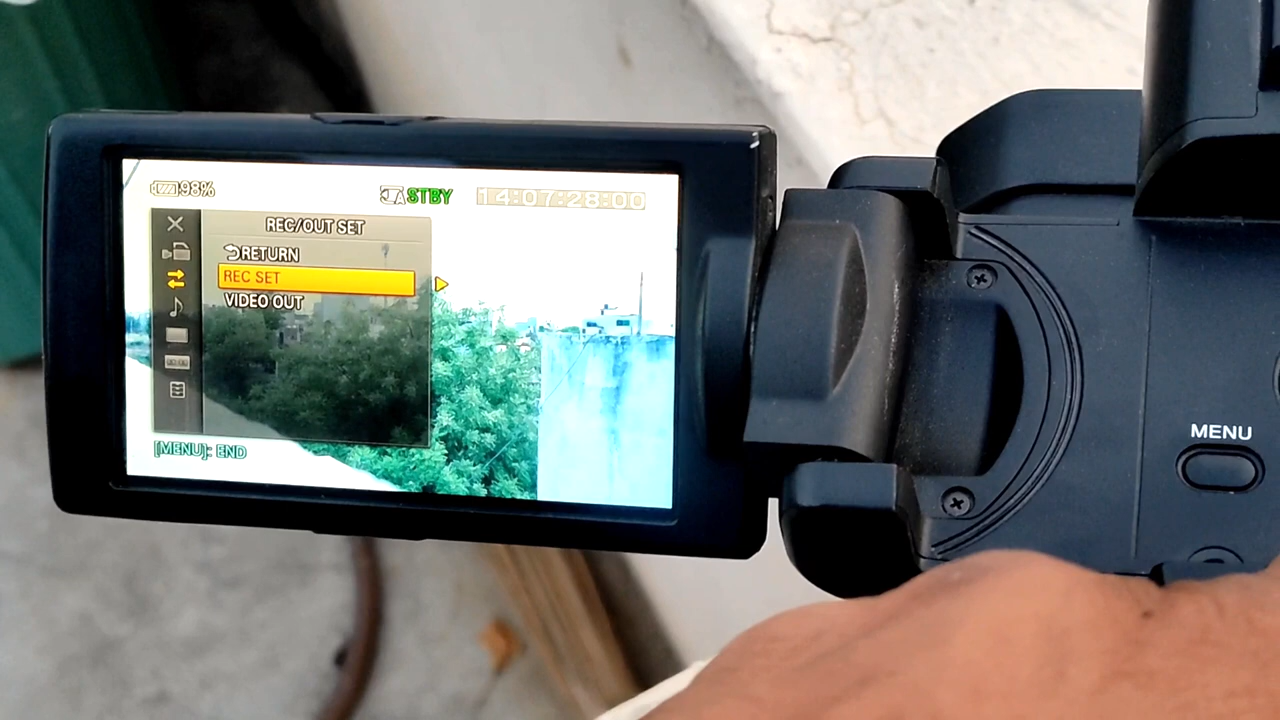 98%
A STBY
14:07:28:00
REC/OUT SET
RETURN
REC SET
VIDEO OUT
[MENU]: END
MENU